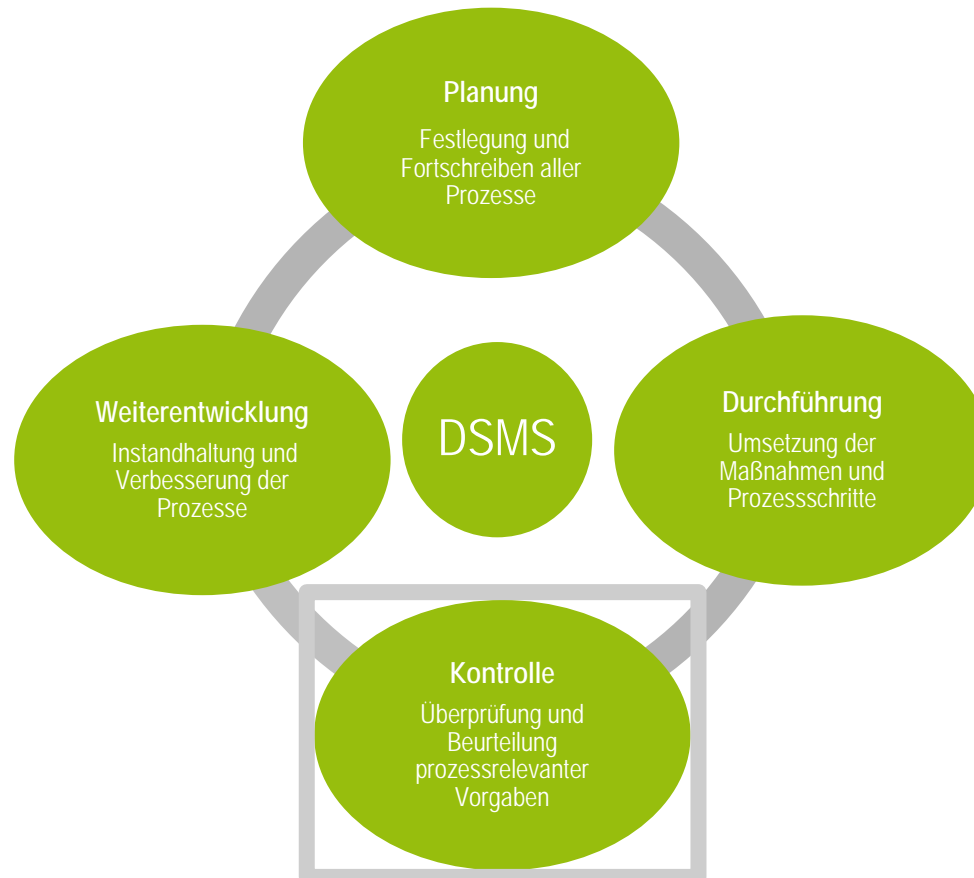 Planung
Festlegung und
Fortschreiben aller
Prozesse
Durchführung
Umsetzung der
Maßnahmen und
Prozessschritte
Kontrolle
Überprüfung und
Beurteilung
prozessrelevanter
Vorgaben
Weiterentwicklung
Instandhaltung und
Verbesserung der
Prozesse
DSMS